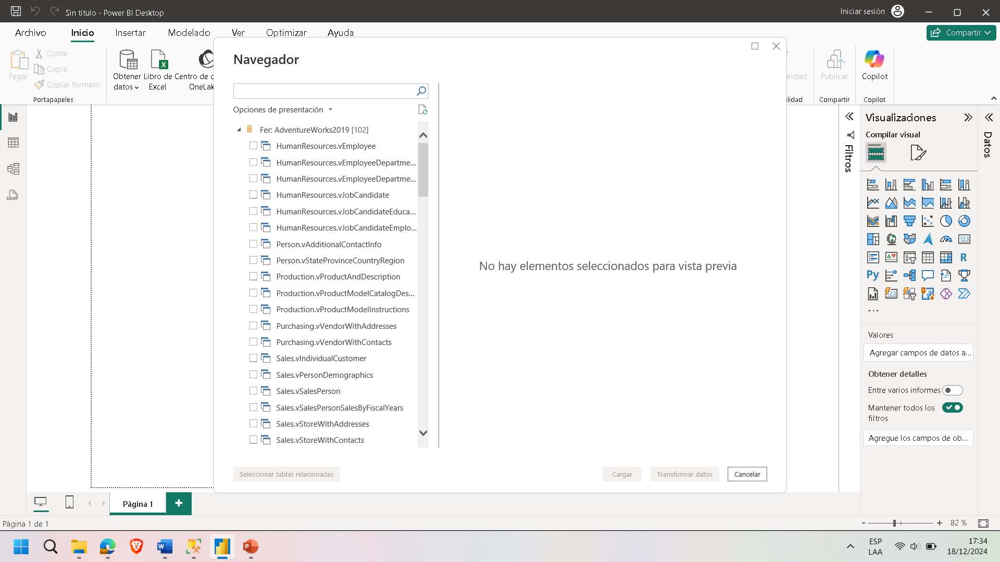 Sin título - Power BI Desktop
Iniciar sesión
Archivo
Inicio
Insertar
Modelado
Ver
Optimizar
Ayuda
Compartir
Pegar
Cortar
Copia
Copiar formato
Portapapeles
Obtener datos
Libro de Excel
Centro de
OneLak
alidad
lidad
Publicar
Compartir
Copilot
Copilot
Navegador
Opciones de presentación
Fer: AdventureWorks2019 [102]
HumanResources.vEmployee
HumanResources.vEmployeeDepartme...
HumanResources.vEmployeeDepartme...
HumanResources.vJobCandidate
HumanResources.vJobCandidateEduca...
HumanResources.vJobCandidateEmplo...
Person.vAdditionalContactInfo
Person.vStateProvinceCountryRegion
Production.vProductAndDescription
Production.vProductModelCatalogDes...
Production.vProductModelInstructions
Purchasing.vVendorWithAddresses
Purchasing.vVendorWithContacts
Sales.vIndividualCustomer
Sales.vPersonDemographics
Sales.vSalesPerson
Sales.vSalesPersonSalesByFiscalYears
Sales.vStoreWithAddresses
Sales.vStoreWithContacts
No hay elementos seleccionados para vista previa
Seleccionar tablas relacionadas
Cargar
Transformar datos
Cancelar
Filtros
Visualizaciones
Compilar visual
123
R
Py
123
...
Valores
Agregar campos de datos a...
Obtener detalles
Entre varios informes
Mantener todos los filtros
Agregue los campos de ob...
Datos
DAX
Página 1
Página 1 de 1
- + 82 %
ESP
LAA
17:34
18/12/2024